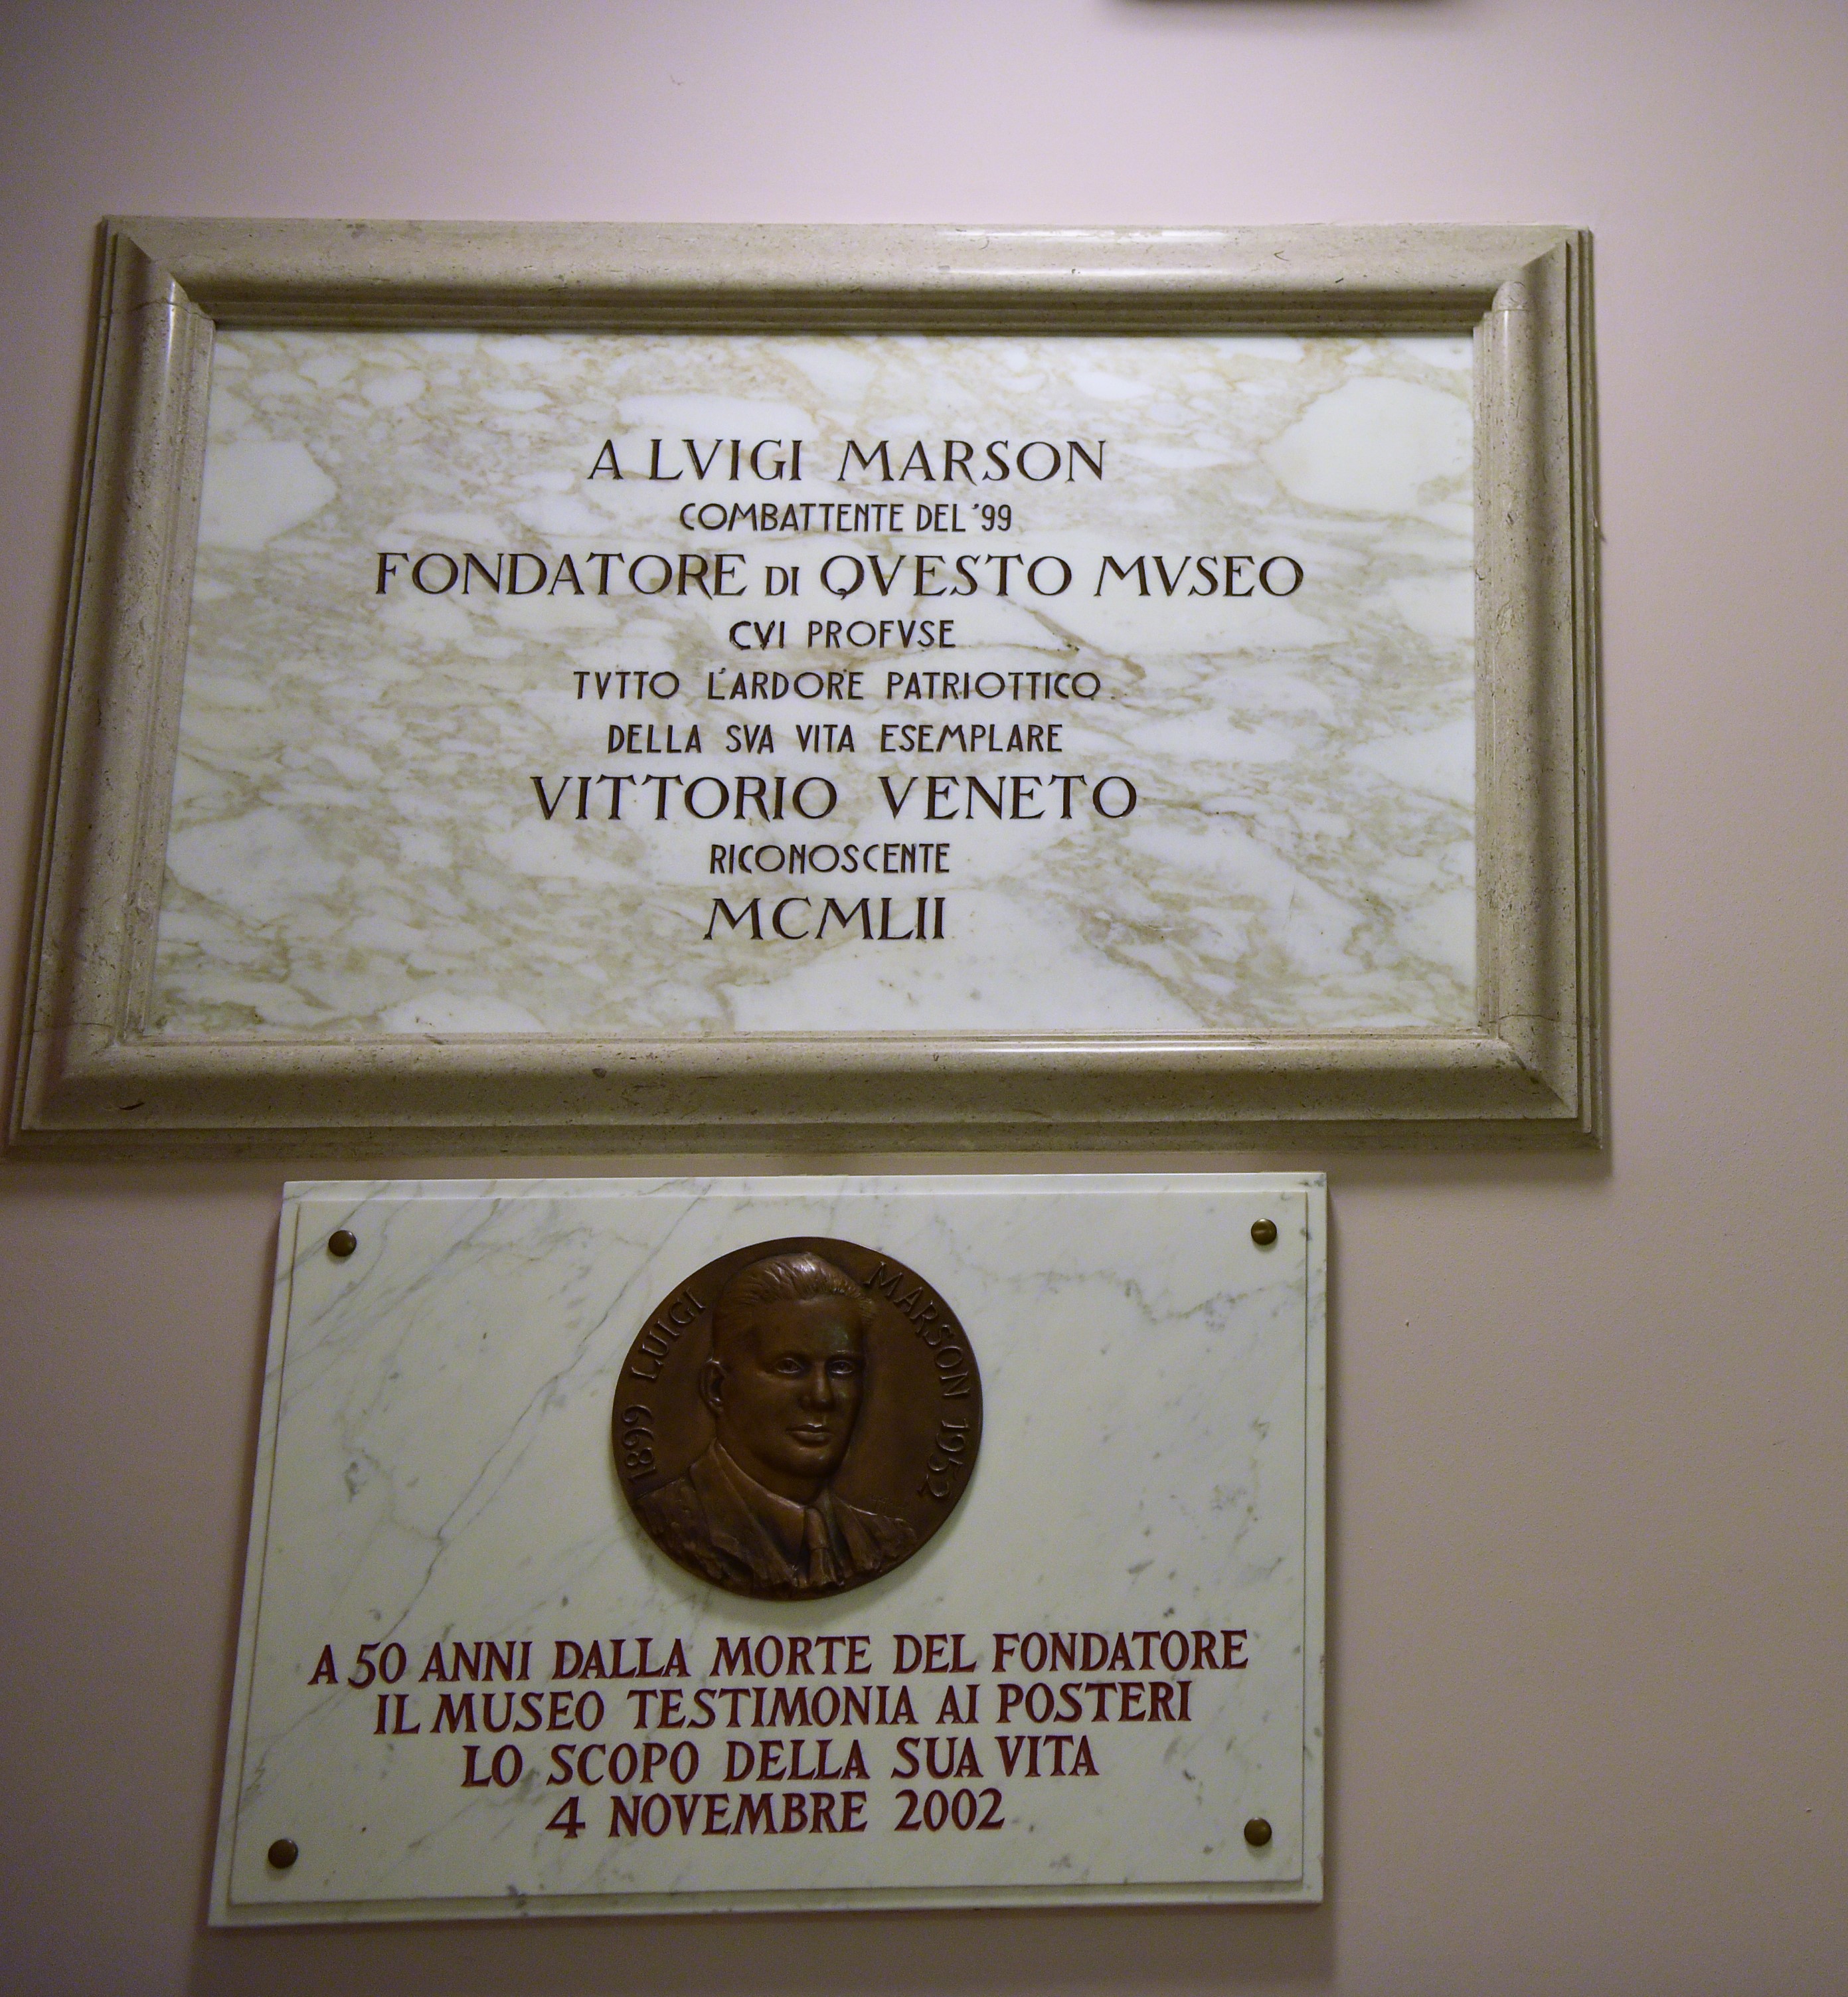 A LVIGI MARSON
COMBATTENTE DEL '99
FONDATORE DI QVESTO MVSEO
CVI PROFVSE
TVTTO L'ARDORE PATRIOTTICO
DELLA SVA VITA ESEMPLARE
VITTORIO VENETO
RICONOSCENTE
MCMLII
1899 LUIGI MARSON 1952
A 50 ANNI DALLA MORTE DEL FONDATORE
IL MUSEO TESTIMONIA AI POSTERI
LO SCOPO DELLA SUA VITA
4 NOVEMBRE 2002